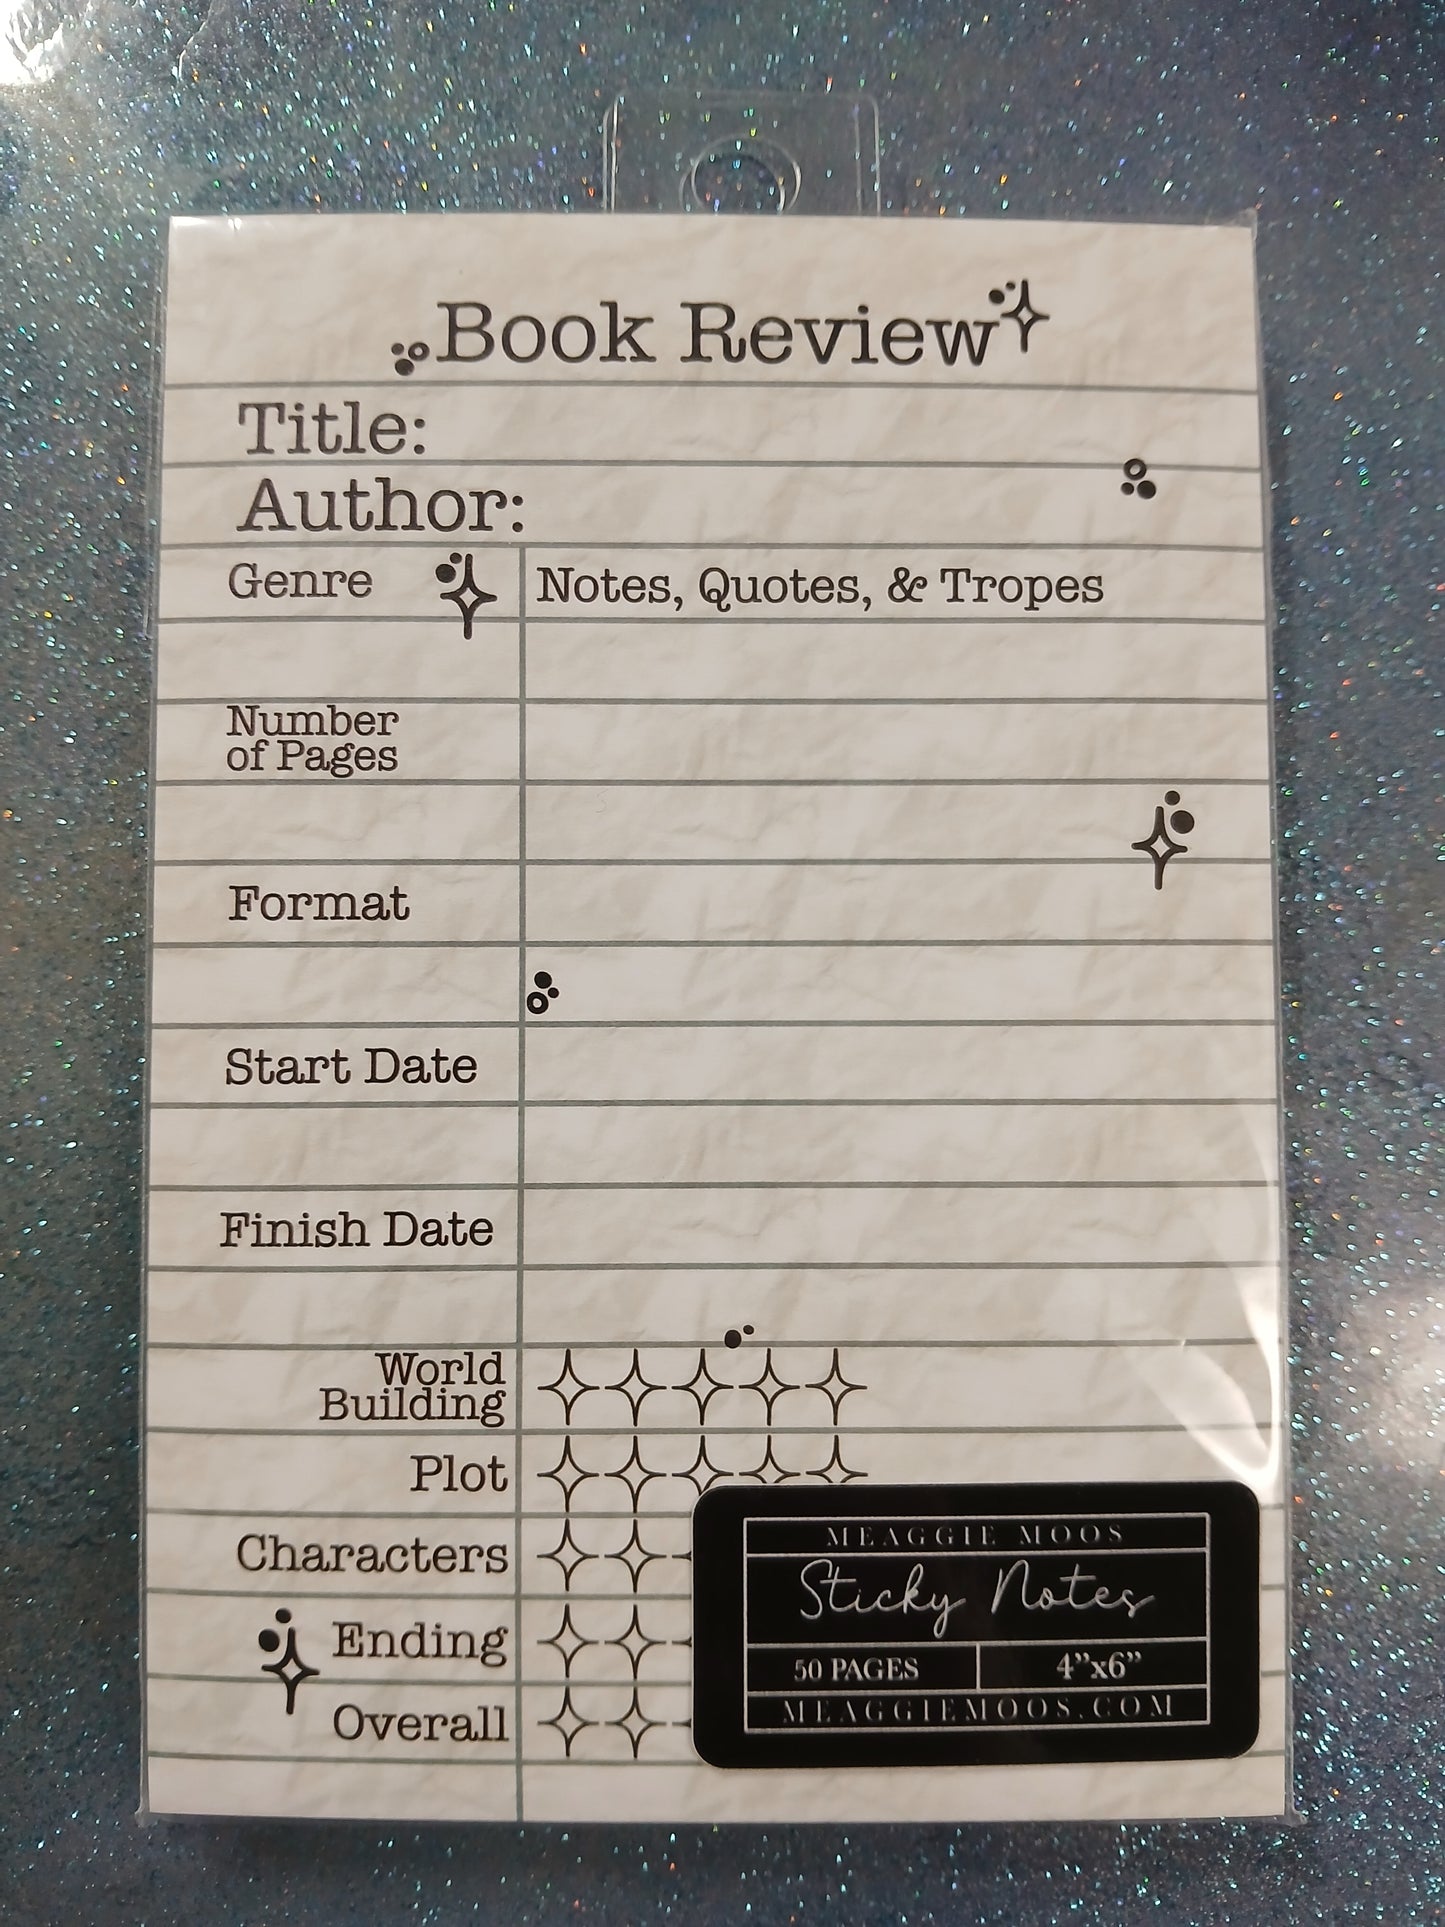 Book Review
Title:
Author:
Genre
Notes, Quotes, & Tropes
Number
of Pages
Format
Start Date
Finish Date
World
Building
Plot
Characters
Ending
Overall
MEAGGIE MOOS
Sticky Notes
50 PAGES
4"x6"
MEAGGIEMOOS.COM